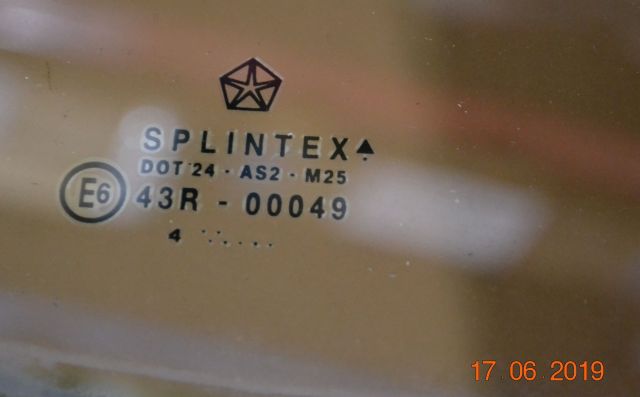 SPLINTEX
DOT 24 - AS2 - M25
E6 43R - 00049
4
17 06 2019